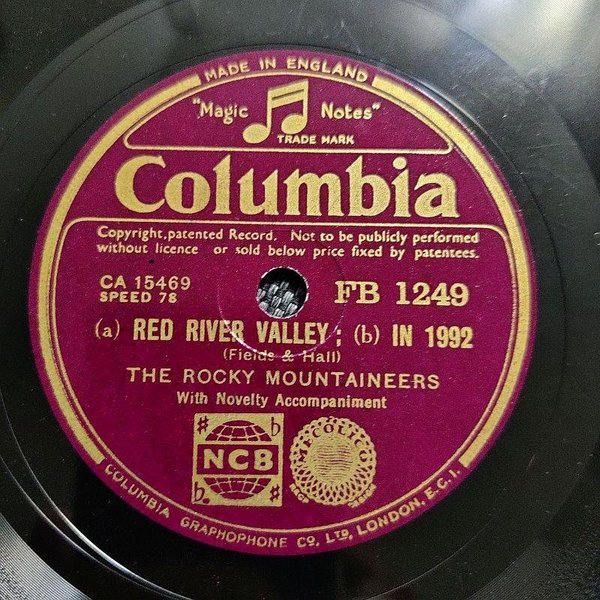 MADE IN ENGLAND
"Magic Notes"
TRADE MARK
Columbia
Copyright, patented Record. Not to be publicly performed
without licence or sold below price fixed by patentees.
CA 15469
SPEED 78
FB 1249
(a) RED RIVER VALLEY; (b) IN 1992
(Fields & Hall)
THE ROCKY MOUNTAINEERS
With Novelty Accompaniment
NCB
MECOLICO
COLUMBIA GRAPHOPHONE CO. LTD. LONDON, E.C.1.